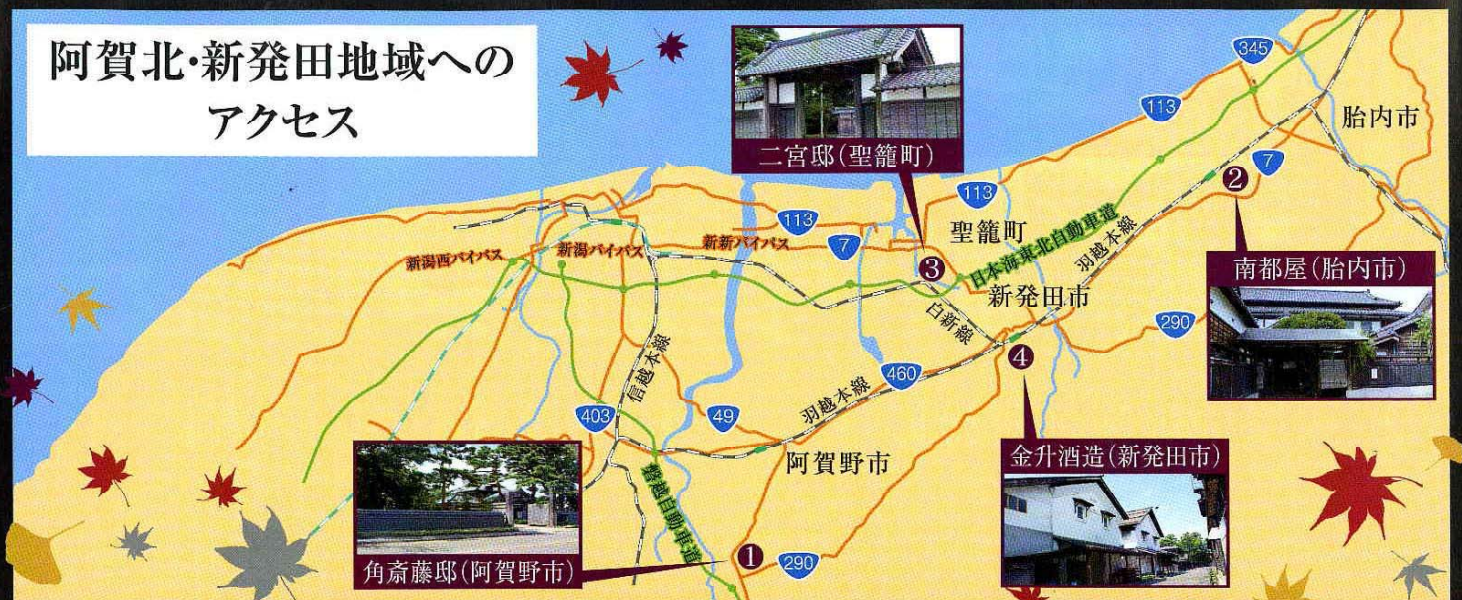 阿賀北・新発田地域への
アクセス
二宮邸(聖籠町)
345
113
胎内市
7
❷
113
聖籠町
113
7
新潟西バイパス
新潟バイパス
新新バイパス
日本海東北自動車道
羽越本線
❸
新発田市
白新線
南都屋(胎内市)
290
❹
460
信越本線
羽越本線
403
49
阿賀野市
金升酒造(新発田市)
磐越自動車道
角斎藤邸(阿賀野市)
❶
290